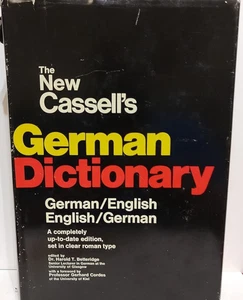 The
New
Cassell's
German
Dictionary
German/English
English/German
A completely
up-to-date edition,
set in clear roman type
edited by
Dr. Harold T. Betteridge
Senior Lecturer in German at the
University of Glasgow
with a foreword by
Professor Gerhard Cordes
of the University of Kiel